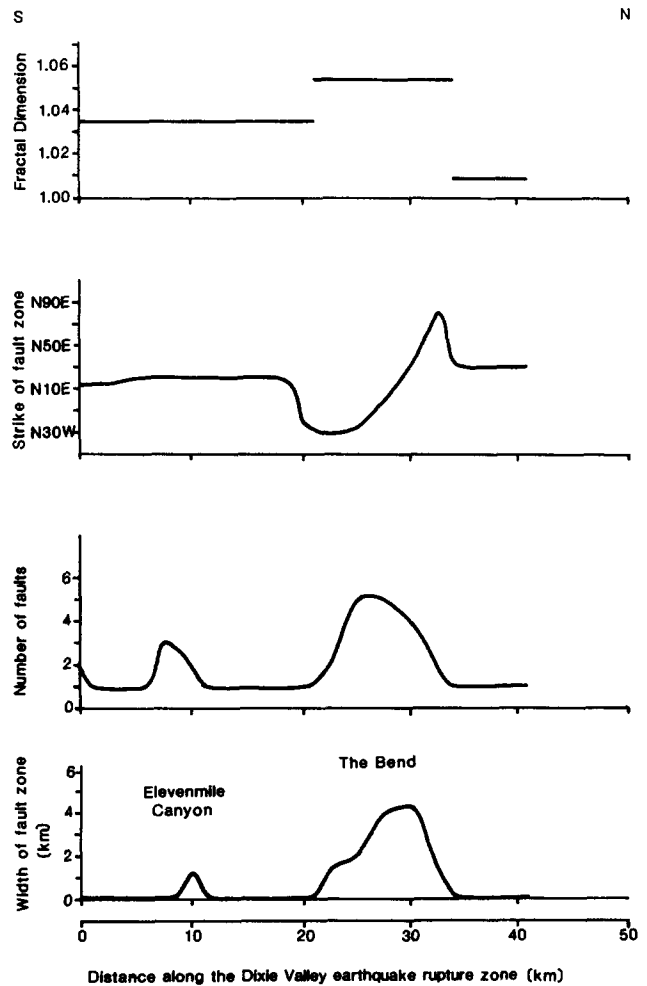 S N
Fractal Dimension
1.06
1.04
1.02
1.00
Strike of fault zone
N90E
N50E
N10E
N30W
Number of faults
6
4
2
0
Width of fault zone
(km)
6
4
2
0
The Bend
Elevenmile
Canyon
0 10 20 30 40 50
Distance along the Dixie Valley earthquake rupture zone (km)